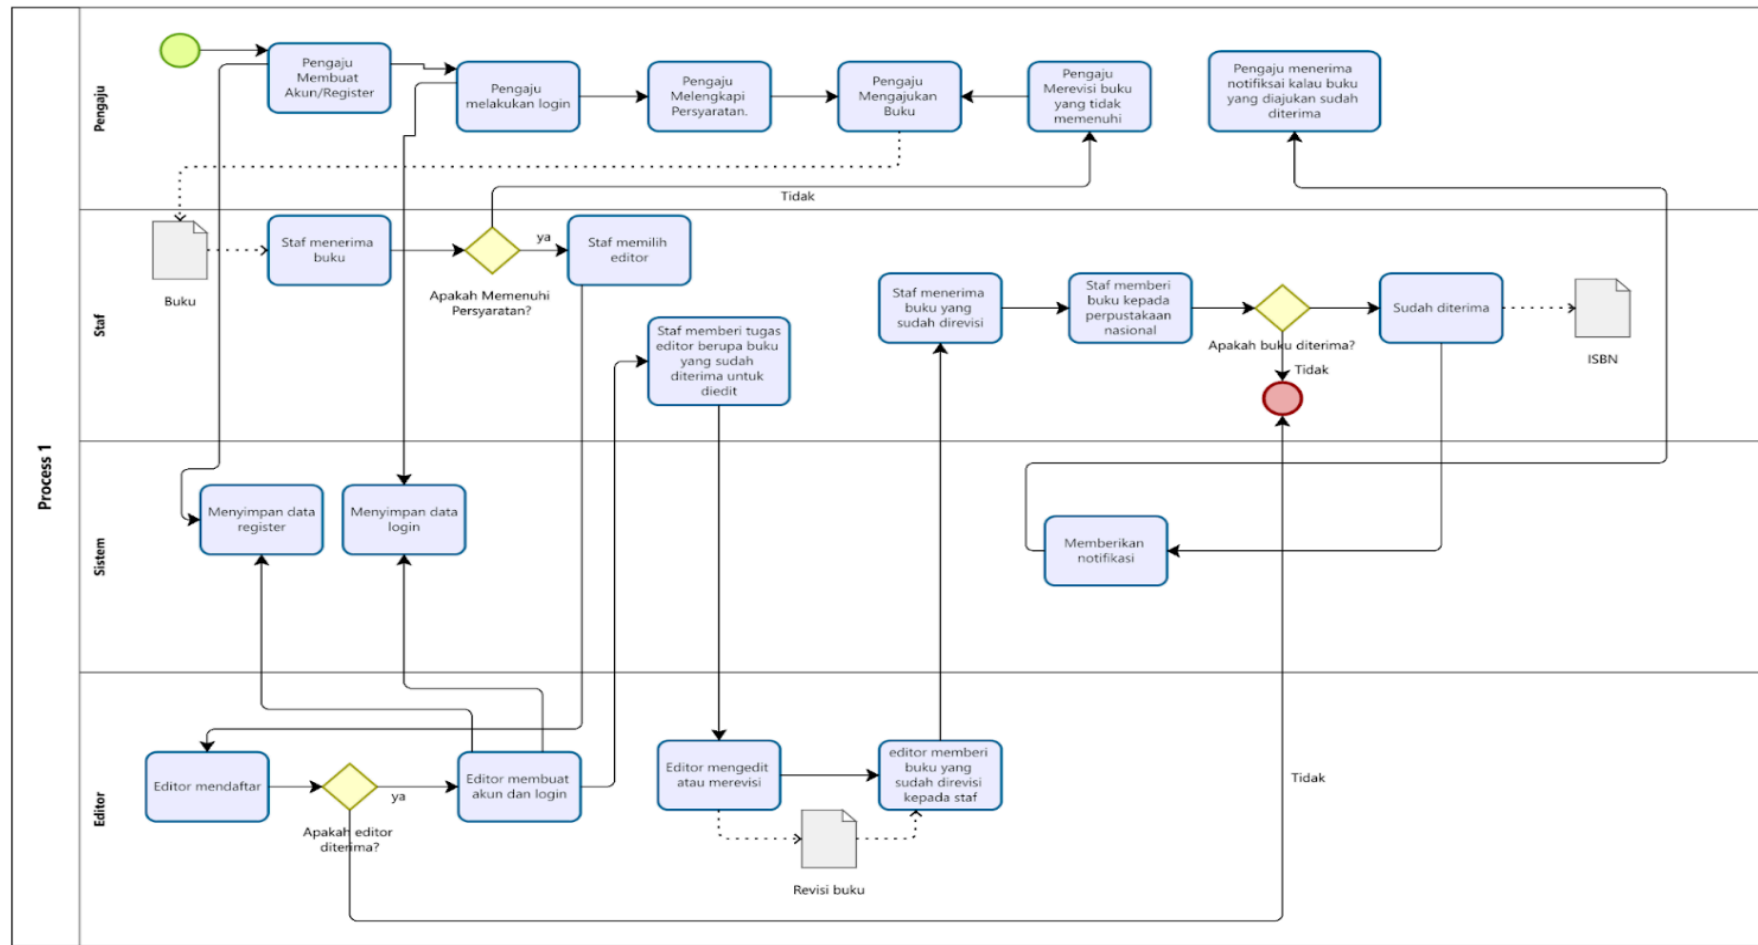 Process 1
Pengaju
Pengaju
Membuat
Akun/Register
Pengaju
melakukan login
Pengaju
Melengkapi
Persyaratan.
Pengaju
Mengajukan
Buku
Pengaju
Merevisi buku
yang tidak
memenuhi
Pengaju menerima
notifiksai kalau buku
yang diajukan sudah
diterima
Tidak
Staf
Buku
Staf menerima
buku
Apakah Memenuhi
Persyaratan?
ya
Staf memilih
editor
Staf memberi tugas
editor berupa buku
yang sudah
diterima untuk
diedit
Staf menerima
buku yang
sudah direvisi
Staf memberi
buku kepada
perpustakaan
nasional
Apakah buku diterima?
Tidak
Sudah diterima
ISBN
Sistem
Menyimpan data
register
Menyimpan data
login
Memberikan
notifikasi
Editor
Editor mendaftar
Apakah editor
diterima?
ya
Editor membuat
akun dan login
Editor mengedit
atau merevisi
Revisi buku
editor memberi
buku yang
sudah direvisi
kepada staf
Tidak